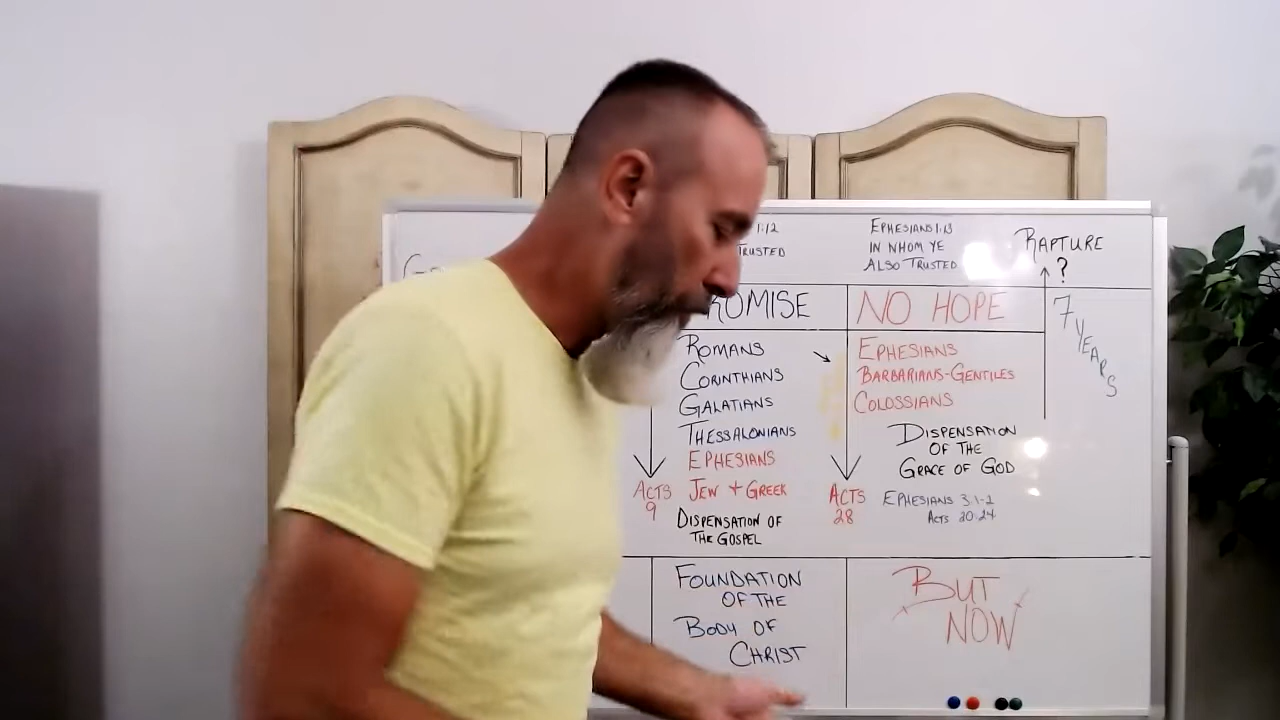 1:12
TRUSTED
EPHESIANS 1:13
IN WHOM YE
ALSO TRUSTED
RAPTURE
?
ROMISE
NO HOPE
7 YEARS
ROMANS
CORINTHIANS
GALATIANS
THESSALONIANS
EPHESIANS
JEW + GREEK
DISPENSATION OF
THE GOSPEL
ACTS
9
EPHESIANS
BARBARIANS-GENTILES
COLOSSIANS
DISPENSATION
OF THE
GRACE OF GOD
EPHESIANS 3:1-2
ACTS 20:24
ACTS
28
FOUNDATION
OF THE
BODY OF
CHRIST
BUT
NOW